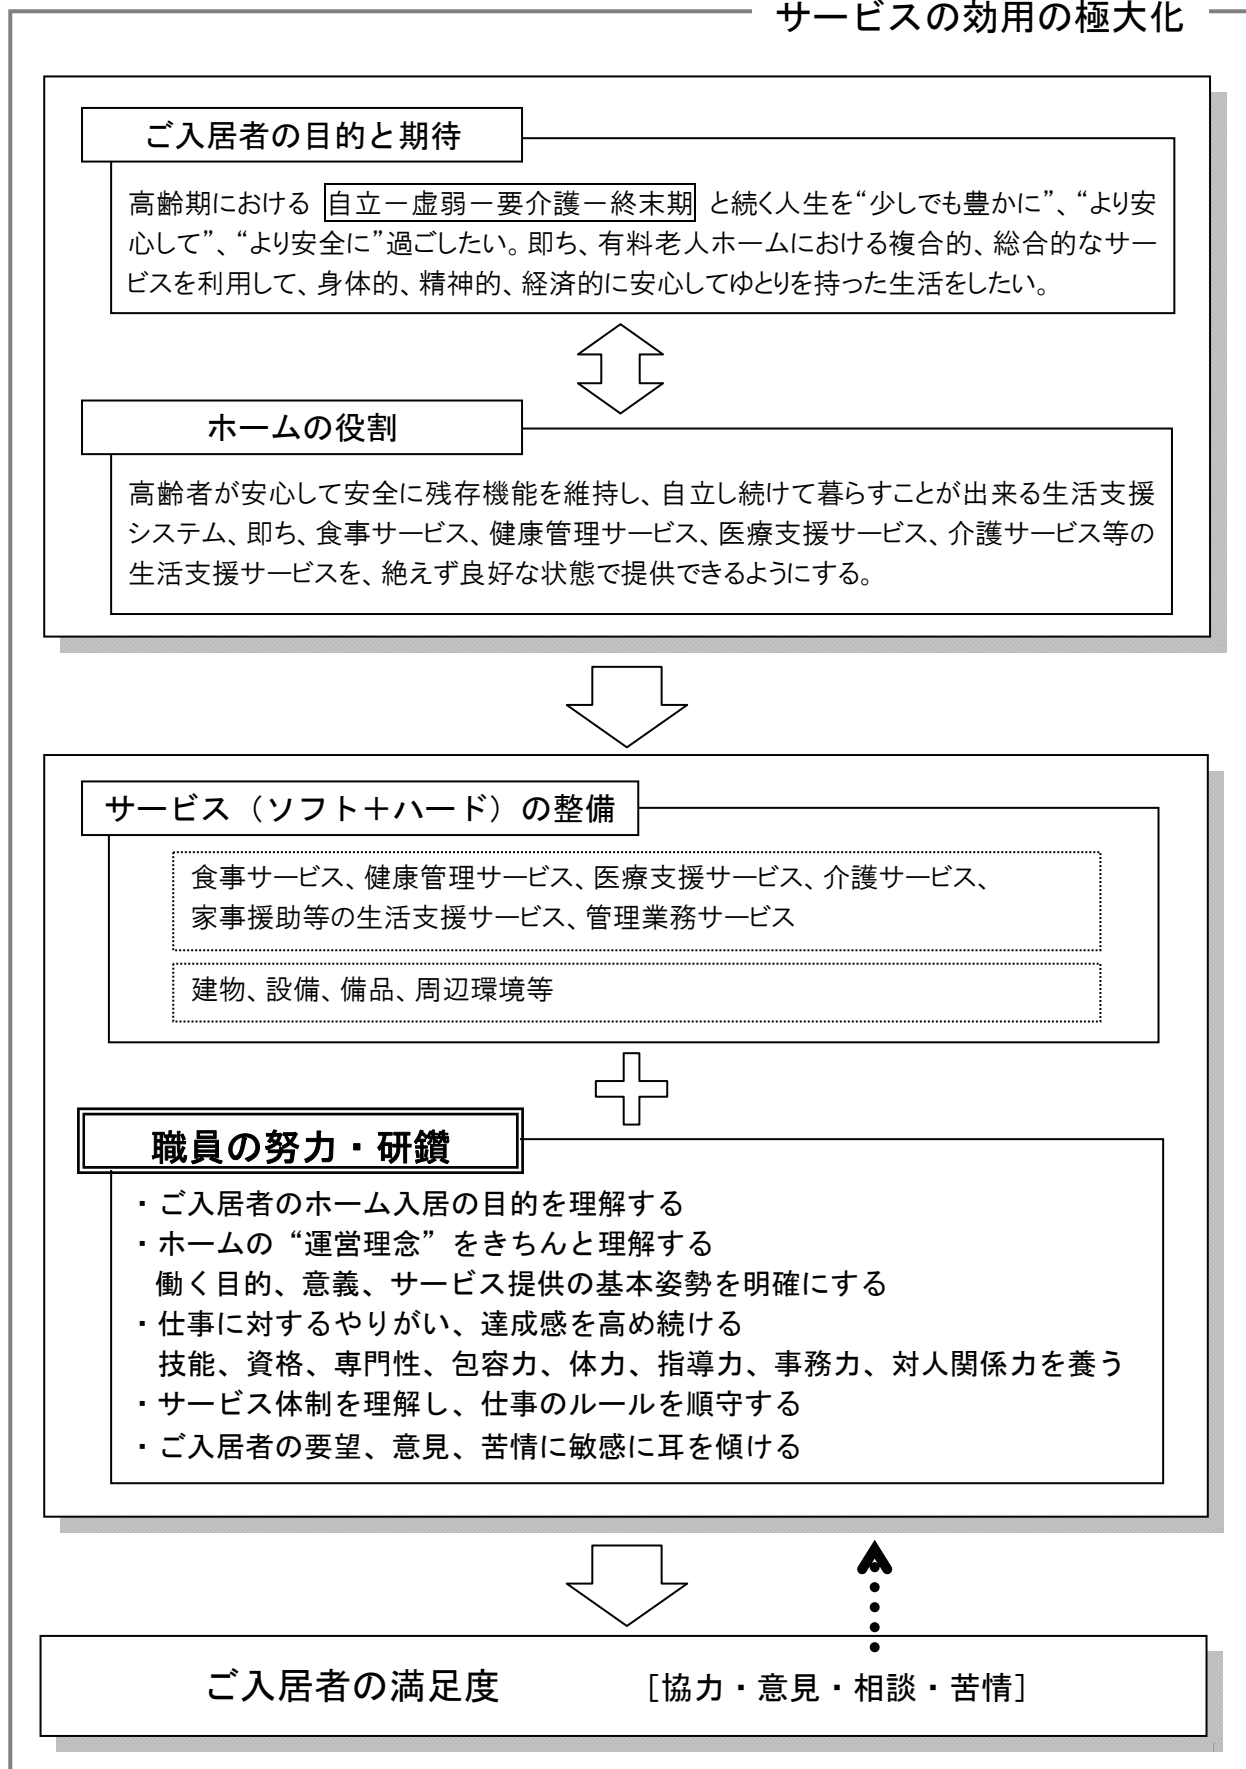 サービスの効用の極大化
ご入居者の目的と期待
高齢期における 自立－虚弱－要介護－終末期 と続く人生を“少しでも豊かに”、“より安
心して”、“より安全に”過ごしたい。即ち、有料老人ホームにおける複合的、総合的なサー
ビスを利用して、身体的、精神的、経済的に安心してゆとりを持った生活をしたい。
ホームの役割
高齢者が安心して安全に残存機能を維持し、自立し続けて暮らすことが出来る生活支援
システム、即ち、食事サービス、健康管理サービス、医療支援サービス、介護サービス等の
生活支援サービスを、絶えず良好な状態で提供できるようにする。
サービス（ソフト＋ハード）の整備
食事サービス、健康管理サービス、医療支援サービス、介護サービス、
家事援助等の生活支援サービス、管理業務サービス
建物、設備、備品、周辺環境等
職員の努力・研鑽
・ご入居者のホーム入居の目的を理解する
・ホームの“運営理念”をきちんと理解する
働く目的、意義、サービス提供の基本姿勢を明確にする
・仕事に対するやりがい、達成感を高め続ける
技能、資格、専門性、包容力、体力、指導力、事務力、対人関係力を養う
・サービス体制を理解し、仕事のルールを順守する
・ご入居者の要望、意見、苦情に敏感に耳を傾ける
ご入居者の満足度 ［協力・意見・相談・苦情］